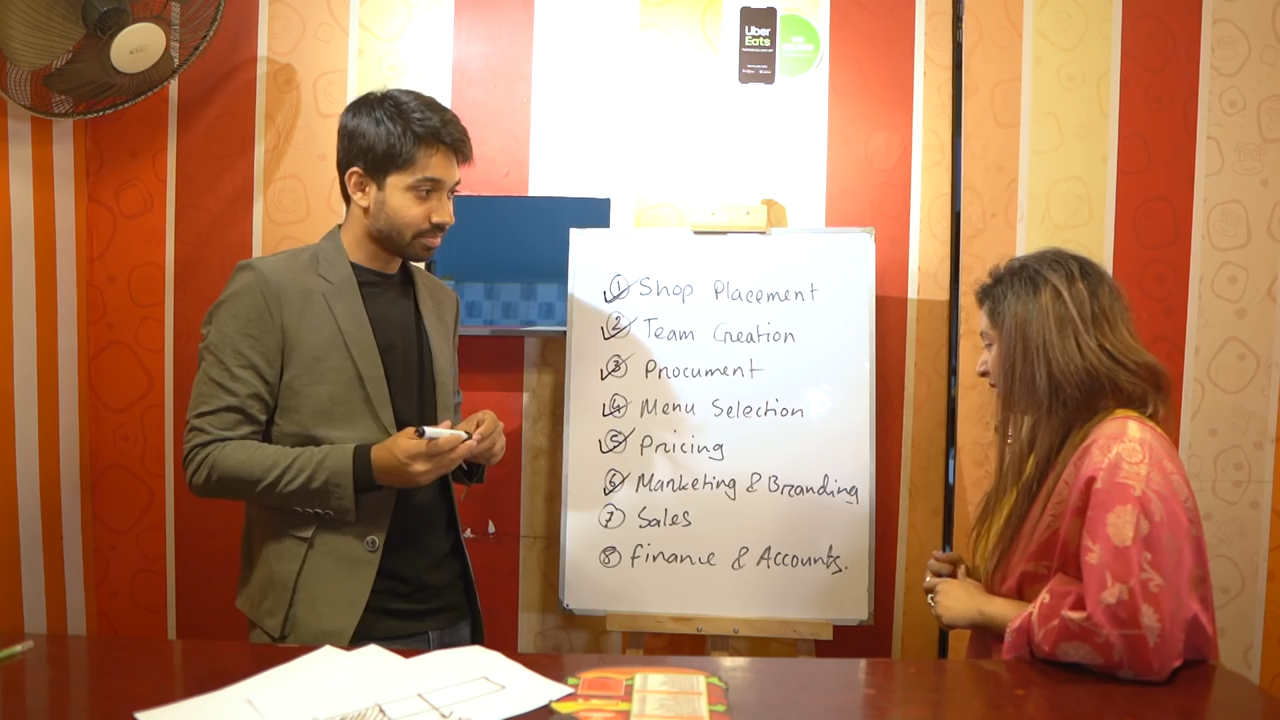 Uber
Eats
1 Shop Placement
2 Team Creation
3 Procument
4 Menu Selection
5 Pricing
6 Marketing & Branding
7 Sales
8 Finance & Accounts.